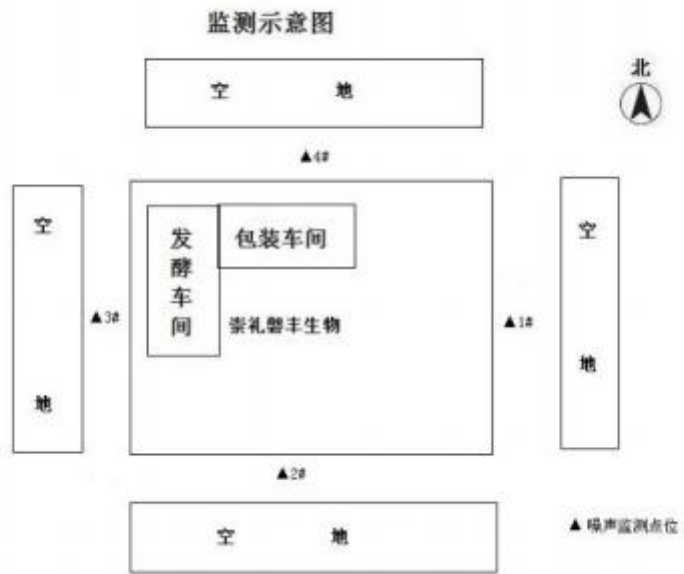 监测示意图
空 地
北
▲4#
空 地
发酵车间
包装车间
空 地
▲3#
崇礼磐丰生物
▲1#
▲2#
空 地
▲ 噪声监测点位